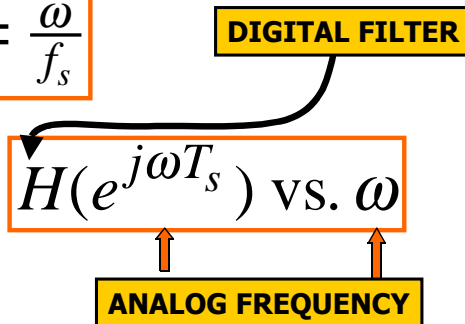 = ω/f_s
DIGITAL FILTER
H(e^{jωT_s}) vs. ω
ANALOG FREQUENCY